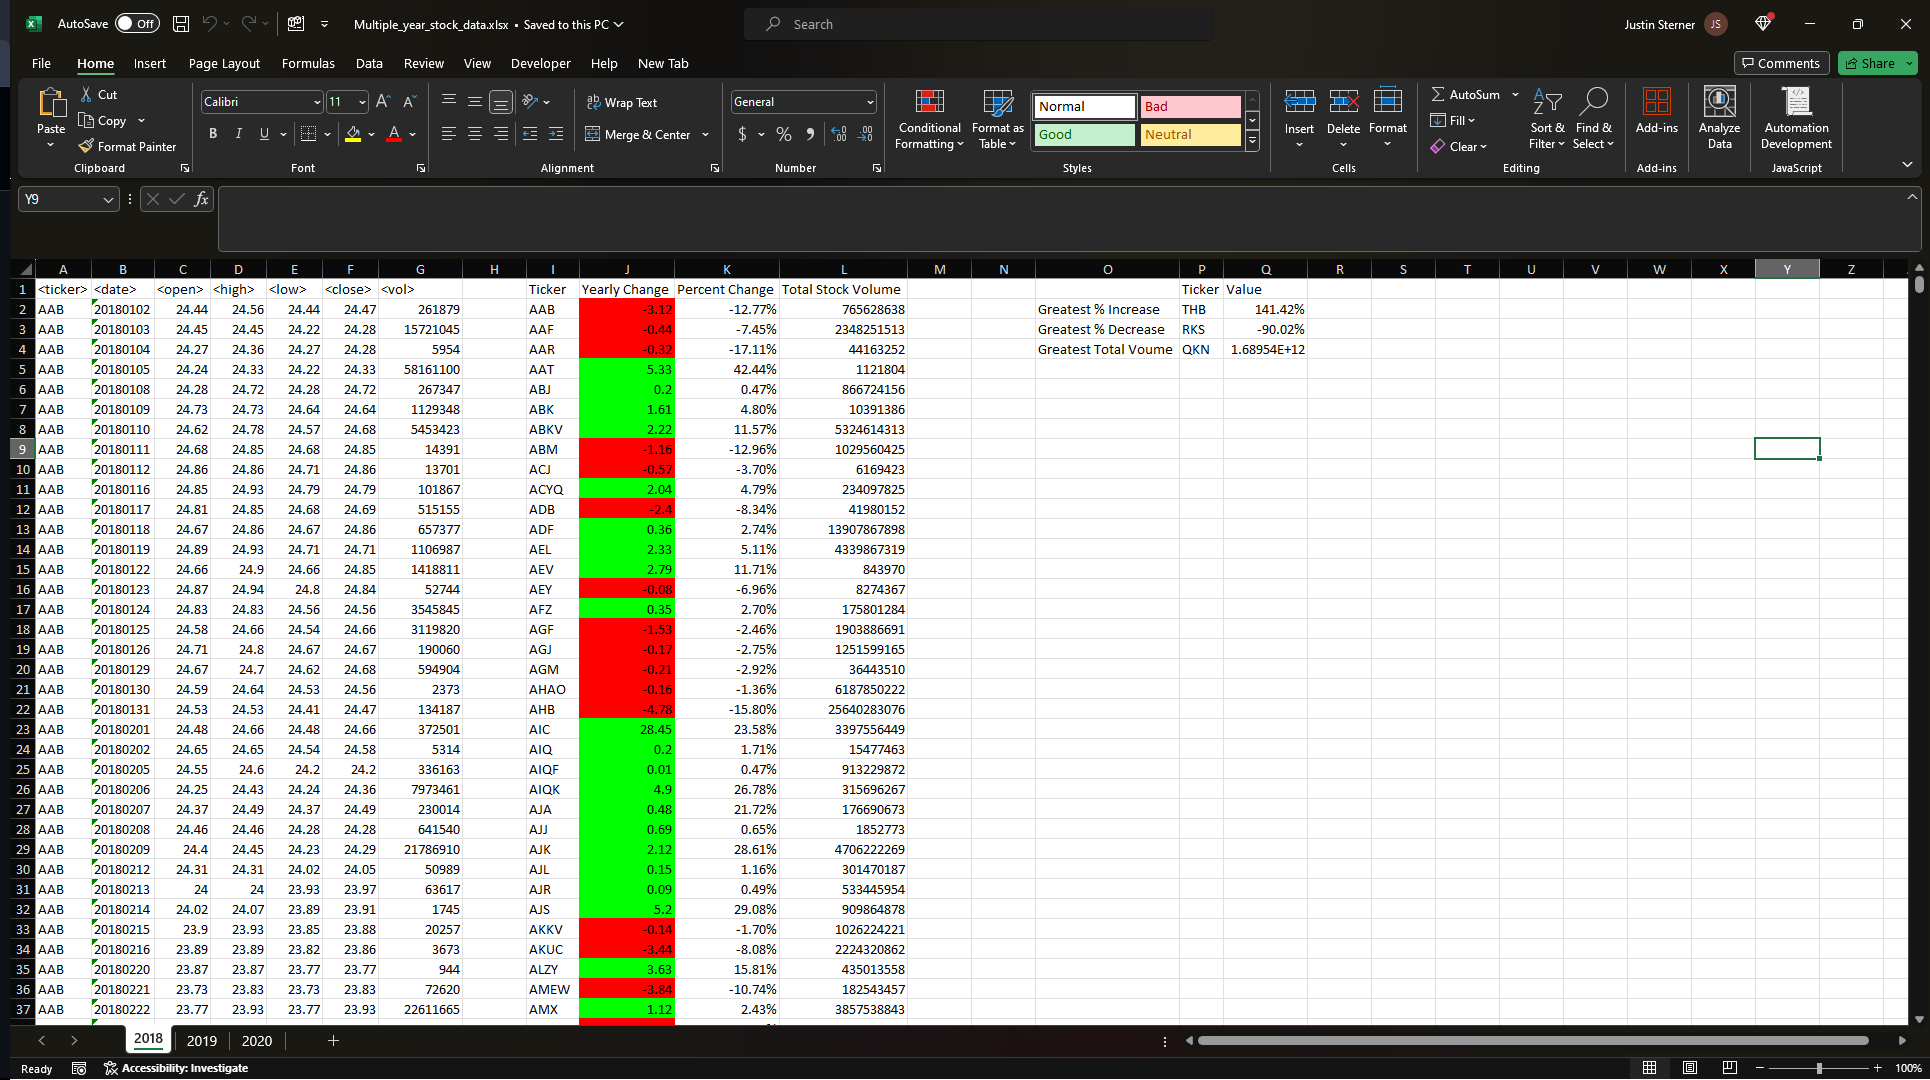 AutoSave Off Multiple_year_stock_data.xlsx • Saved to this PC Search Justin Sterner JS
File Home Insert Page Layout Formulas Data Review View Developer Help New Tab Comments Share
Paste Cut Copy Format Painter Clipboard
Calibri 11 B I U Font
ab Wrap Text Merge & Center Alignment
General $ % Number
Conditional Formatting Format as Table Normal Bad Good Neutral Styles
Insert Delete Format Cells
AutoSum Fill Clear Sort & Filter Find & Select Editing
Add-ins Add-ins
Analyze Data
Automation Development JavaScript
Y9 fx
A B C D E F G H I J K L M N O P Q R S T U V W X Y Z
1 <ticker> <date> <open> <high> <low> <close> <vol> Ticker Yearly Change Percent Change Total Stock Volume Ticker Value
2 AAB 20180102 24.44 24.56 24.44 24.47 261879 AAB -3.12 -12.77% 765628638 Greatest % Increase THB 141.42%
3 AAB 20180103 24.45 24.45 24.22 24.28 15721045 AAF -0.44 -7.45% 2348251513 Greatest % Decrease RKS -90.02%
4 AAB 20180104 24.27 24.36 24.27 24.28 5954 AAR -0.32 -17.11% 44163252 Greatest Total Voume QKN 1.68954E+12
5 AAB 20180105 24.24 24.33 24.22 24.33 58161100 AAT 5.33 42.44% 1121804
6 AAB 20180108 24.28 24.72 24.28 24.72 267347 ABJ 0.2 0.47% 866724156
7 AAB 20180109 24.73 24.73 24.64 24.64 1129348 ABK 1.61 4.80% 10391386
8 AAB 20180110 24.62 24.78 24.57 24.68 5453423 ABKV 2.22 11.57% 5324614313
9 AAB 20180111 24.68 24.85 24.68 24.85 14391 ABM -1.16 -12.96% 1029560425
10 AAB 20180112 24.86 24.86 24.71 24.86 13701 ACJ -0.57 -3.70% 6169423
11 AAB 20180116 24.85 24.93 24.79 24.79 101867 ACYQ 2.04 4.79% 234097825
12 AAB 20180117 24.81 24.85 24.68 24.69 515155 ADB -2.4 -8.34% 41980152
13 AAB 20180118 24.67 24.86 24.67 24.86 657377 ADF 0.36 2.74% 13907867898
14 AAB 20180119 24.89 24.93 24.71 24.71 1106987 AEL 2.33 5.11% 4339867319
15 AAB 20180122 24.66 24.9 24.66 24.85 1418811 AEV 2.79 11.71% 843970
16 AAB 20180123 24.87 24.94 24.8 24.84 52744 AEY -0.08 -6.96% 8274367
17 AAB 20180124 24.83 24.83 24.56 24.56 3545845 AFZ 0.35 2.70% 175801284
18 AAB 20180125 24.58 24.66 24.54 24.66 3119820 AGF -1.53 -2.46% 1903886691
19 AAB 20180126 24.71 24.8 24.67 24.67 190060 AGJ -0.17 -2.75% 1251599165
20 AAB 20180129 24.67 24.7 24.62 24.68 594904 AGM -0.21 -2.92% 36443510
21 AAB 20180130 24.59 24.64 24.53 24.56 2373 AHAO -0.16 -1.36% 6187850222
22 AAB 20180131 24.53 24.53 24.41 24.47 134187 AHB -4.78 -15.80% 25640283076
23 AAB 20180201 24.48 24.66 24.48 24.66 372501 AIC 28.45 23.58% 3397556449
24 AAB 20180202 24.65 24.65 24.54 24.58 5314 AIQ 0.2 1.71% 15477463
25 AAB 20180205 24.55 24.6 24.2 24.2 336163 AIQF 0.01 0.47% 913229872
26 AAB 20180206 24.25 24.43 24.24 24.36 7973461 AIQK 4.9 26.78% 315696267
27 AAB 20180207 24.37 24.49 24.37 24.49 230014 AJA 0.48 21.72% 176690673
28 AAB 20180208 24.46 24.46 24.28 24.28 641540 AJJ 0.69 0.65% 1852773
29 AAB 20180209 24.4 24.45 24.23 24.29 21786910 AJK 2.12 28.61% 4706222269
30 AAB 20180212 24.31 24.31 24.02 24.05 50989 AJL 0.15 1.16% 301470187
31 AAB 20180213 24 24 23.93 23.97 63617 AJR 0.09 0.49% 533445954
32 AAB 20180214 24.02 24.07 23.89 23.91 1745 AJS 5.2 29.08% 909864878
33 AAB 20180215 23.9 23.93 23.85 23.88 20257 AKKV -0.14 -1.70% 1026224221
34 AAB 20180216 23.89 23.89 23.82 23.86 3673 AKUC -3.44 -8.08% 2224320862
35 AAB 20180220 23.87 23.87 23.77 23.77 944 ALZY 3.63 15.81% 435013558
36 AAB 20180221 23.73 23.83 23.73 23.83 72620 AMEW -3.84 -10.74% 182543457
37 AAB 20180222 23.77 23.93 23.77 23.93 22611665 AMX 1.12 2.43% 3857538843
2018 2019 2020
Ready Accessibility: Investigate 100%